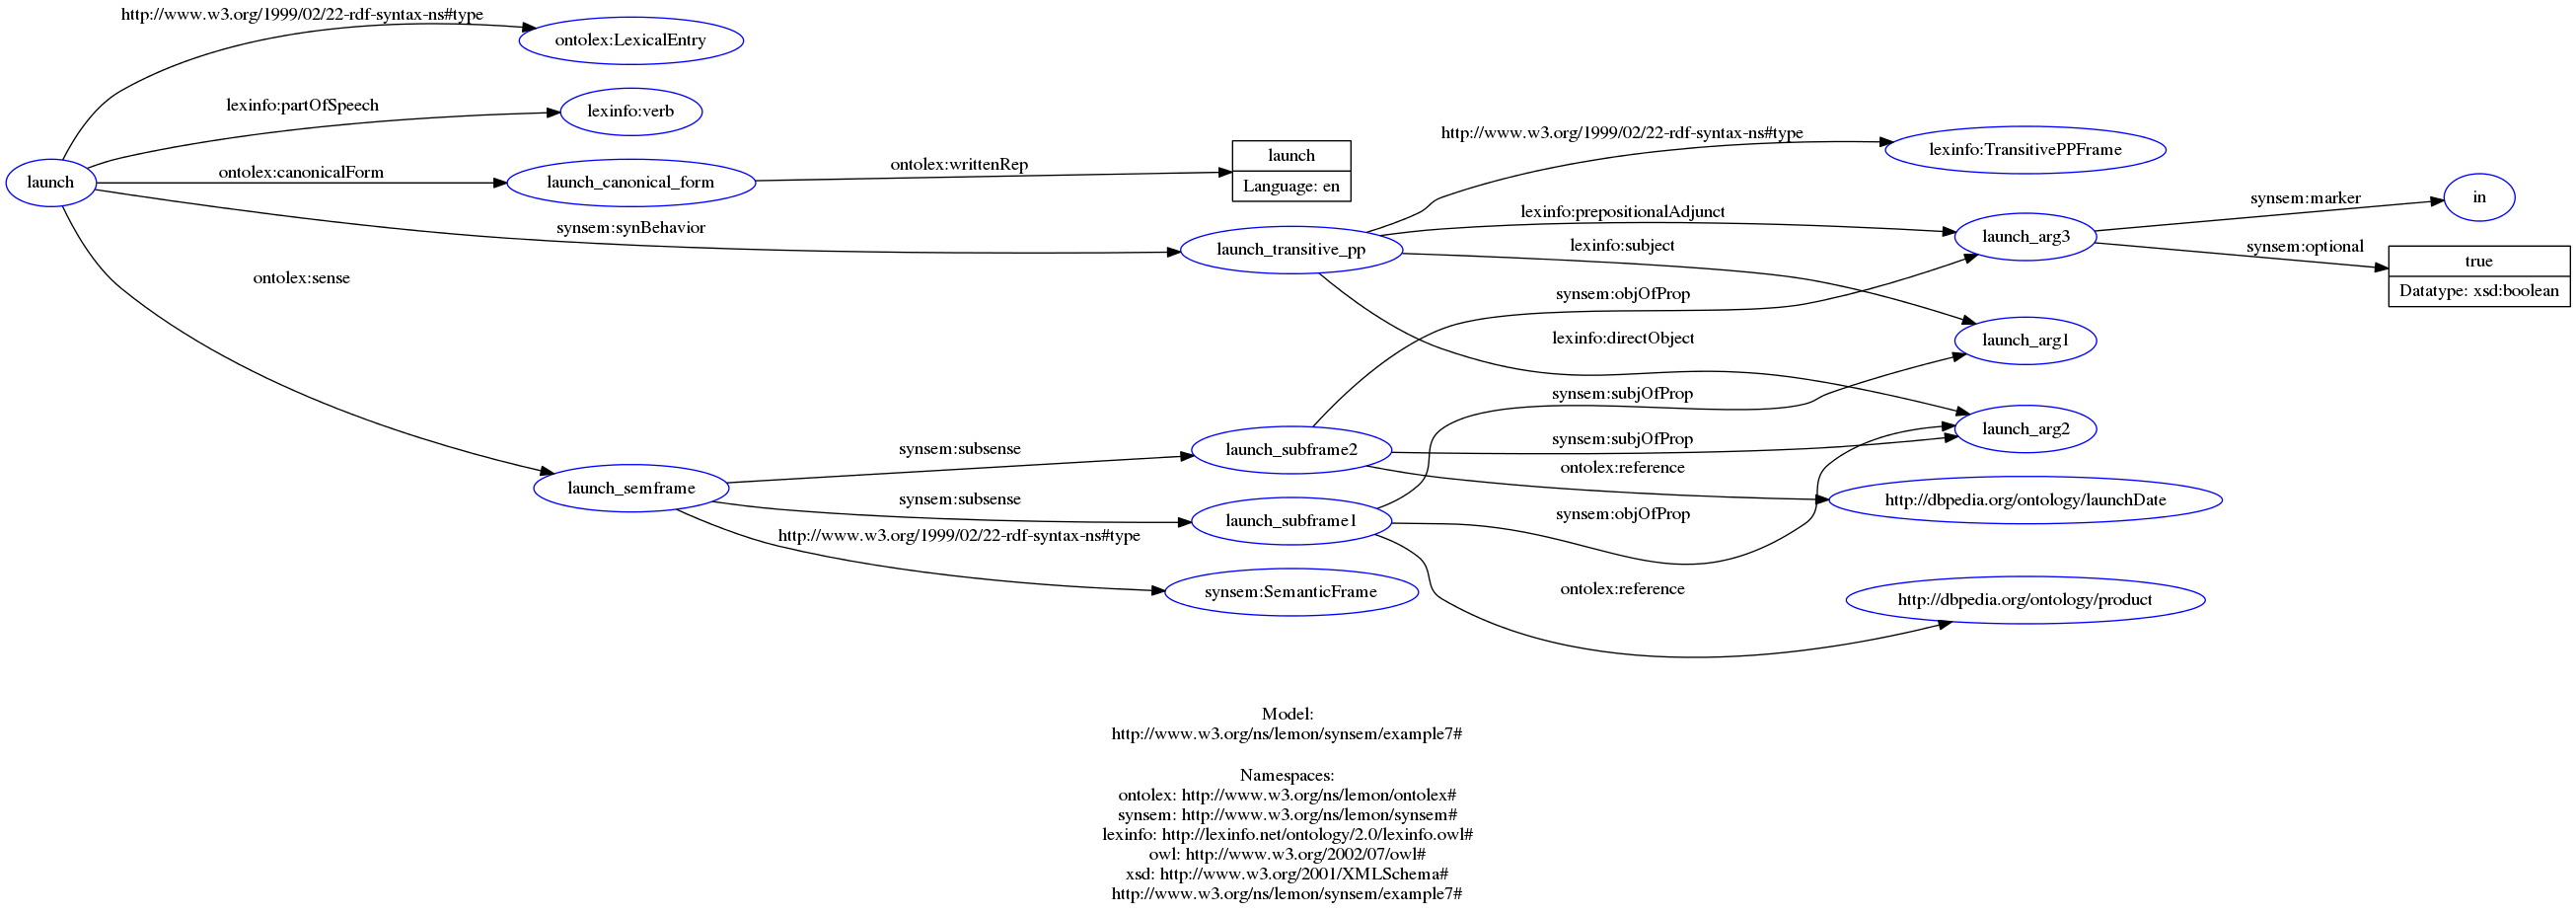 http://www.w3.org/1999/02/22-rdf-syntax-ns#type
ontolex:LexicalEntry
lexinfo:partOfSpeech
lexinfo:verb
launch
ontolex:canonicalForm
launch_canonical_form
ontolex:writtenRep
launch
Language: en
synsem:synBehavior
launch_transitive_pp
http://www.w3.org/1999/02/22-rdf-syntax-ns#type
lexinfo:TransitivePPFrame
lexinfo:prepositionalAdjunct
launch_arg3
synsem:marker
in
synsem:optional
true
Datatype: xsd:boolean
lexinfo:subject
launch_arg1
synsem:objOfProp
lexinfo:directObject
launch_arg2
ontolex:sense
launch_semframe
synsem:subsense
launch_subframe2
synsem:subjOfProp
synsem:subjOfProp
ontolex:reference
http://dbpedia.org/ontology/launchDate
synsem:subsense
launch_subframe1
synsem:objOfProp
ontolex:reference
http://dbpedia.org/ontology/product
http://www.w3.org/1999/02/22-rdf-syntax-ns#type
synsem:SemanticFrame
Model:
http://www.w3.org/ns/lemon/synsem/example7#
Namespaces:
ontolex: http://www.w3.org/ns/lemon/ontolex#
synsem: http://www.w3.org/ns/lemon/synsem#
lexinfo: http://lexinfo.net/ontology/2.0/lexinfo.owl#
owl: http://www.w3.org/2002/07/owl#
xsd: http://www.w3.org/2001/XMLSchema#
http://www.w3.org/ns/lemon/synsem/example7#